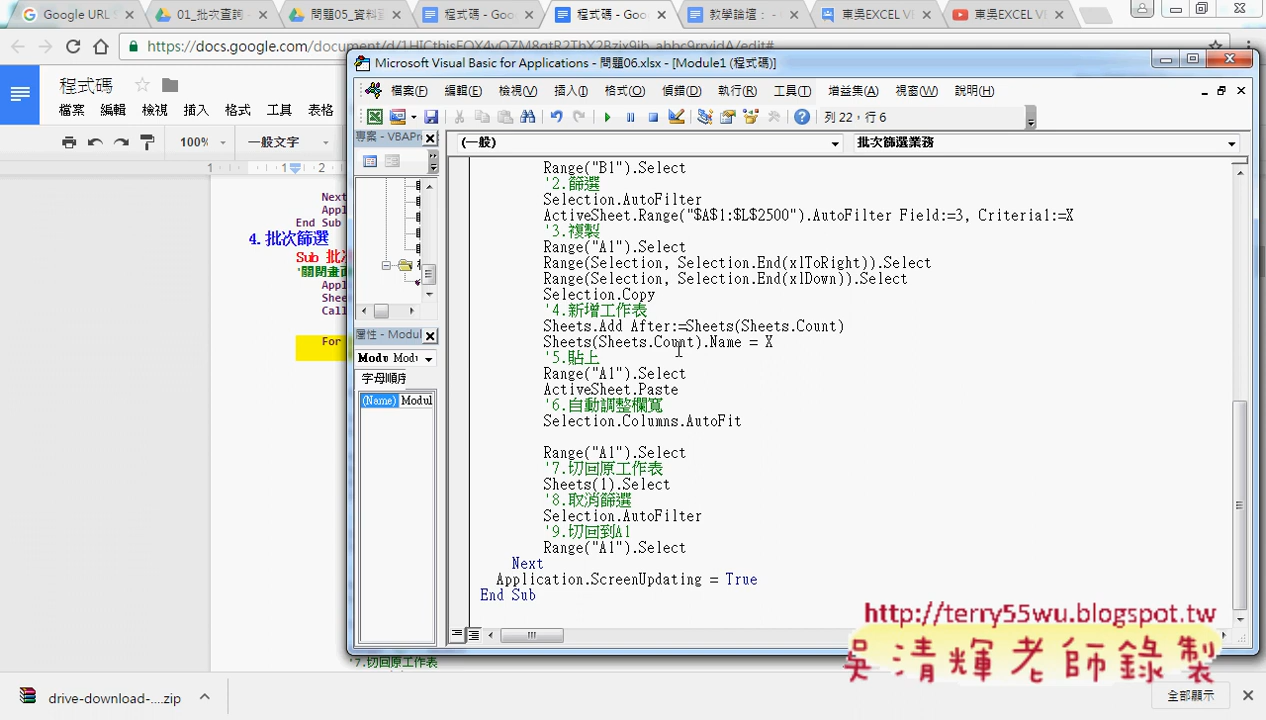 Google URL S
01_批次查詢 -
問題05_資料
程式碼 - Goo
程式碼 - Goo
教學論壇: -
東吳EXCEL VE
東吳EXCEL VE
程式碼
檔案 編輯 檢視 插入 格式 工具 表格
100% 一般文字
1 1 2
Next
Appl
End Sub
4. 批次篩選
Sub 批次
'關閉畫面
Appl
Shee
Call
For
'7.切回原工作表
Microsoft Visual Basic for Applications - 問題06.xlsx - [Module1 (程式碼)]
檔案(F) 編輯(E) 檢視(V) 插入(I) 格式(O) 偵錯(D) 執行(R) 工具(T) 增益集(A) 視窗(W) 說明(H)
列 22，行 6
專案 - VBAPr
(一般)
批次篩選業務
屬性 - Modul
Modu Modu
字母順序
(Name) Modul
Range("B1").Select
'2.篩選
Selection.AutoFilter
ActiveSheet.Range("$A$1:$L$2500").AutoFilter Field:=3, Criteria1:=X
'3.複製
Range("A1").Select
Range(Selection, Selection.End(xlToRight)).Select
Range(Selection, Selection.End(xlDown)).Select
Selection.Copy
'4.新增工作表
Sheets.Add After:=Sheets(Sheets.Count)
Sheets(Sheets.Count).Name = X
'5.貼上
Range("A1").Select
ActiveSheet.Paste
'6.自動調整欄寬
Selection.Columns.AutoFit
Range("A1").Select
'7.切回原工作表
Sheets(1).Select
'8.取消篩選
Selection.AutoFilter
'9.切回到A1
Range("A1").Select
Next
Application.ScreenUpdating = True
End Sub
http://terry55wu.blogspot.tw
吳清輝老師錄製
drive-download-....zip
全部顯示